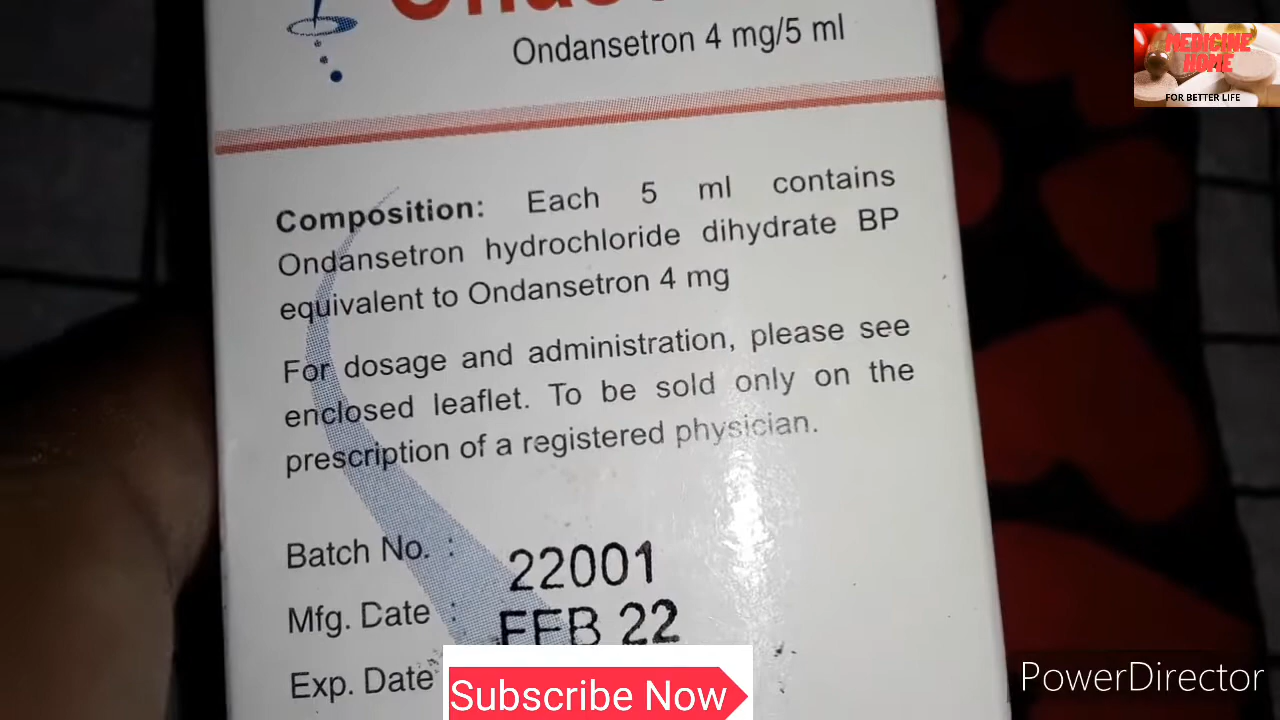 Ondansetron 4 mg/5 ml
MEDICINE
HOME
FOR BETTER LIFE
Composition: Each 5 ml contains
Ondansetron hydrochloride dihydrate BP
equivalent to Ondansetron 4 mg
For dosage and administration, please see
enclosed leaflet. To be sold only on the
prescription of a registered physician.
Batch No. : 22001
Mfg. Date : FEB 22
Exp. Date
Subscribe Now
PowerDirector